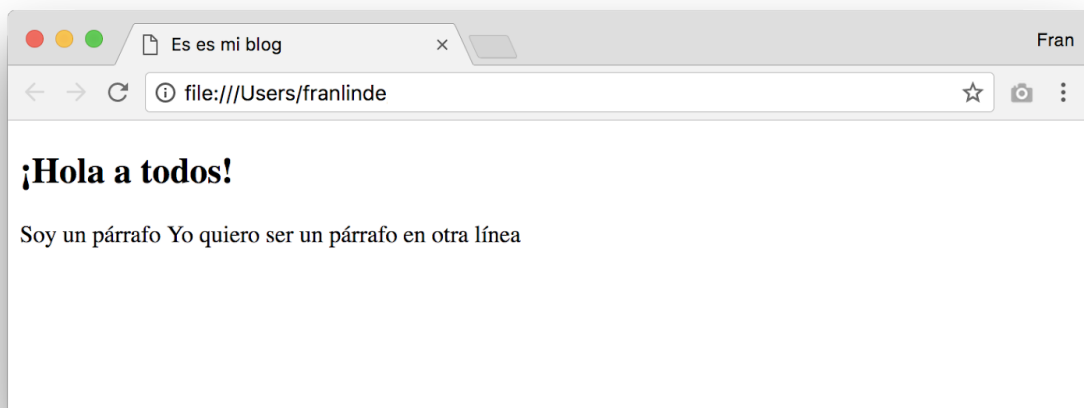 Es es mi blog
Fran
file:///Users/franlinde
¡Hola a todos!
Soy un párrafo Yo quiero ser un párrafo en otra línea